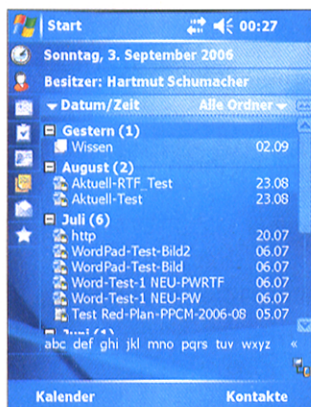 Start 00:27
Sonntag, 3. September 2006
Besitzer: Hartmut Schumacher
Datum/Zeit Alle Ordner
Gestern (1)
Wissen 02.09
August (2)
Aktuell-RTF_Test 23.08
Aktuell-Test 23.08
Juli (6)
http 20.07
WordPad-Test-Bild2 06.07
WordPad-Test-Bild 06.07
Word-Test-1 NEU-PWRTF 06.07
Word-Test-1 NEU-PW 06.07
Test Red-Plan-PPCM-2006-08 05.07
Juni (1)
abc def ghi jkl mno pqrs tuv wxyz «
Kalender Kontakte